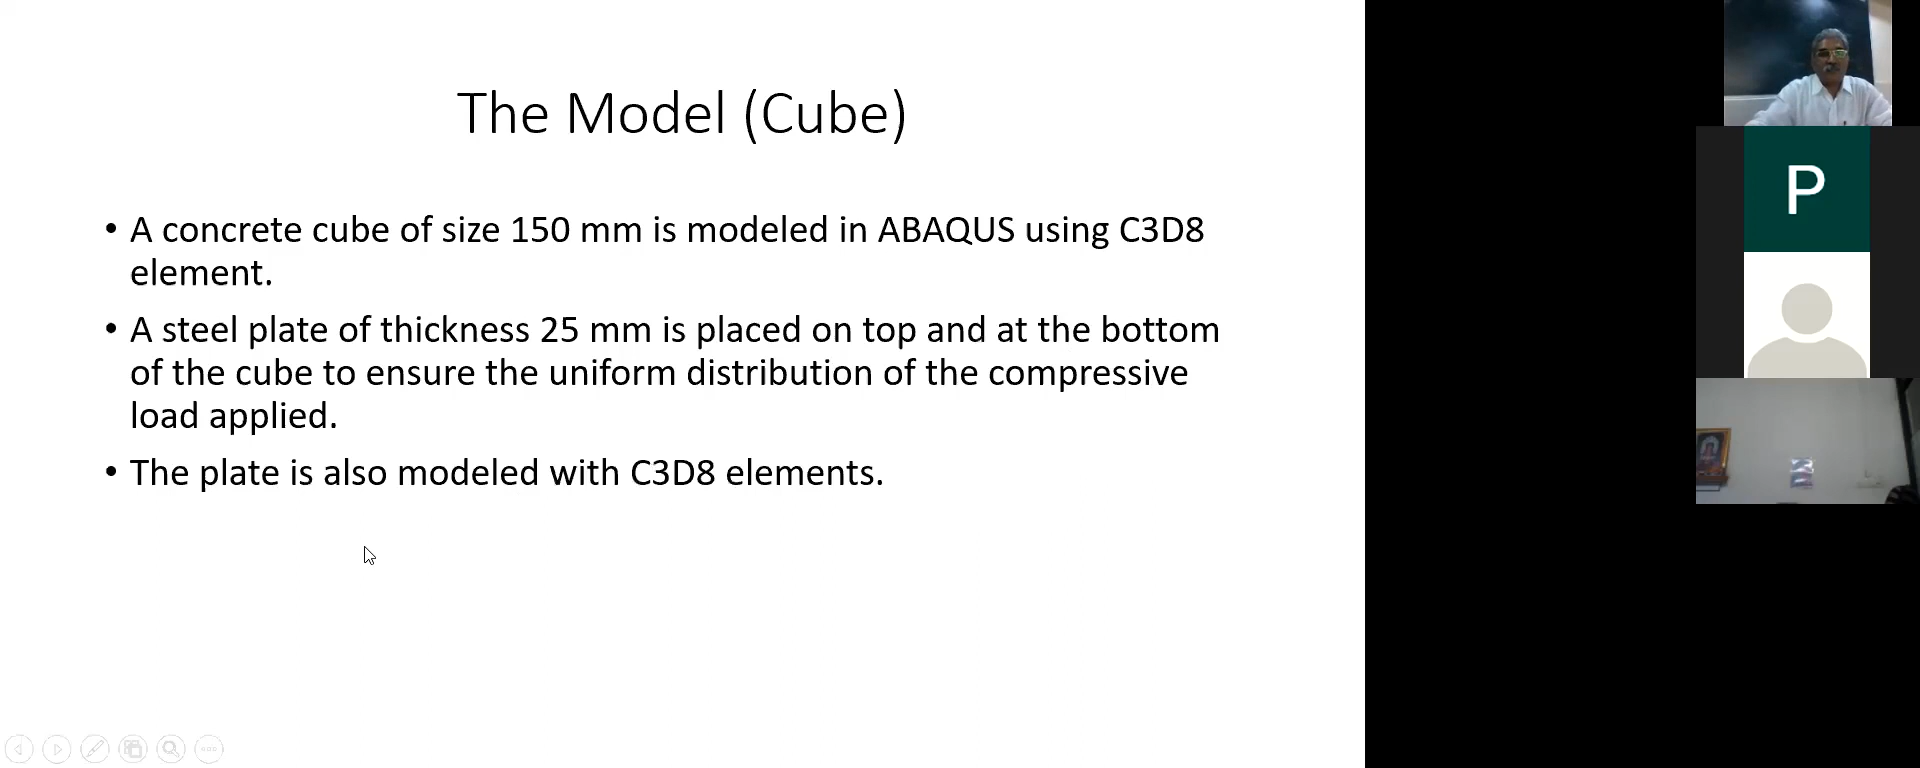 The Model (Cube)
• A concrete cube of size 150 mm is modeled in ABAQUS using C3D8
element.
• A steel plate of thickness 25 mm is placed on top and at the bottom
of the cube to ensure the uniform distribution of the compressive
load applied.
• The plate is also modeled with C3D8 elements.
P